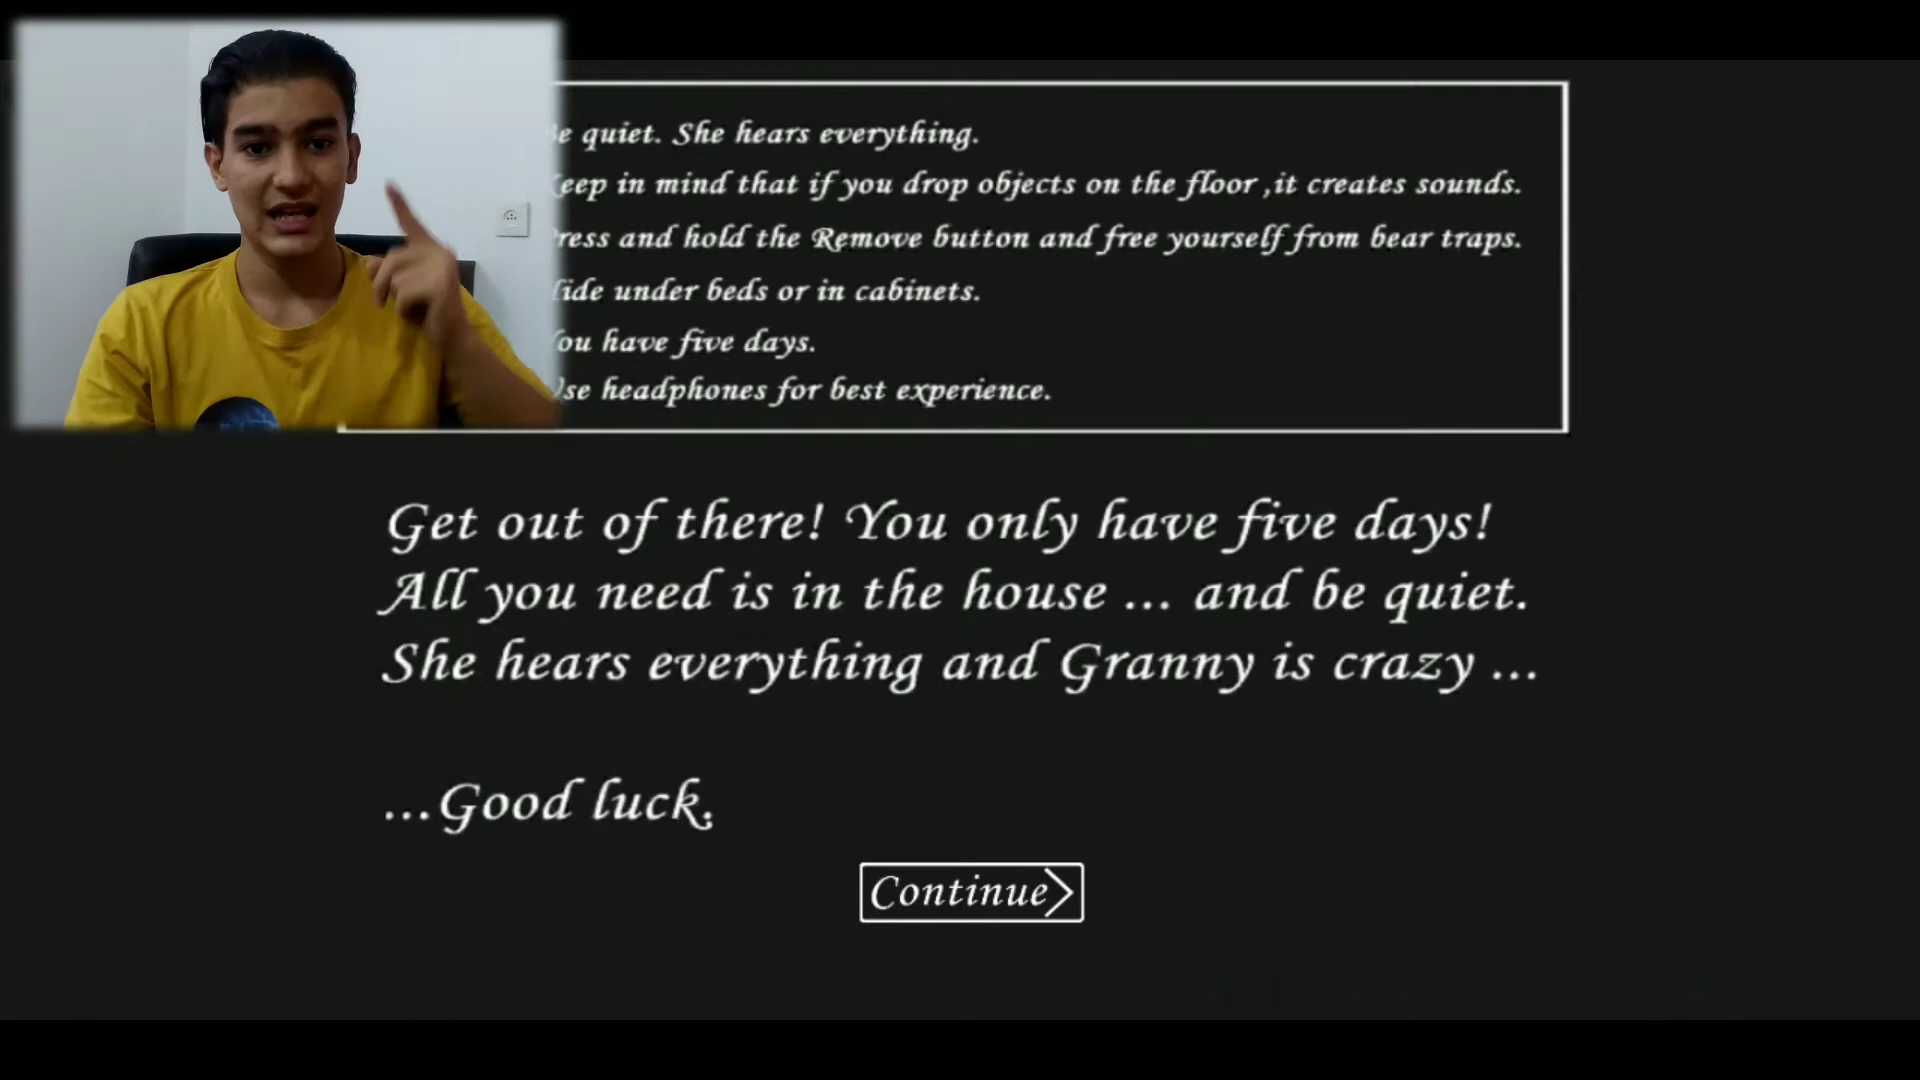 e quiet. She hears everything.
eep in mind that if you drop objects on the floor ,it creates sounds.
ress and hold the Remove button and free yourself from bear traps.
ide under beds or in cabinets.
ou have five days.
se headphones for best experience.
Get out of there! You only have five days!
All you need is in the house ... and be quiet.
She hears everything and Granny is crazy ...
...Good luck.
Continue>